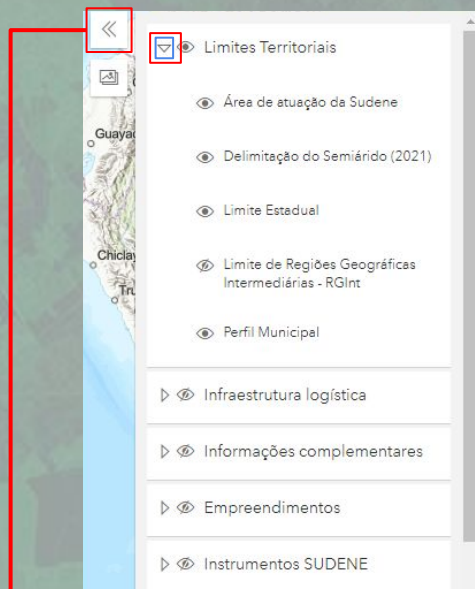 Limites Territoriais
Área de atuação da Sudene
Guayaq
Delimitação do Semiárido (2021)
Limite Estadual
Chiclay
Limite de Regiões Geográficas
Intermediárias - RGInt
Tru
Perfil Municipal
Infraestrutura logística
Informações complementares
Empreendimentos
Instrumentos SUDENE